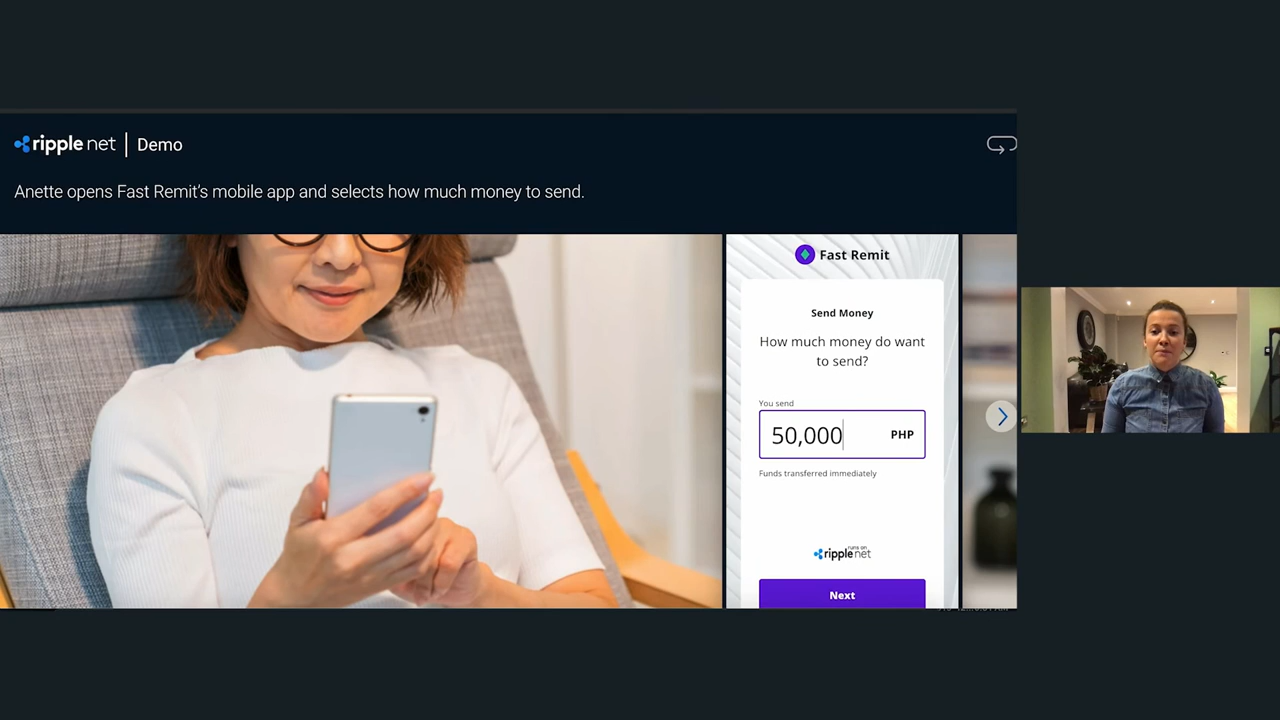 ripple net | Demo
Anette opens Fast Remit's mobile app and selects how much money to send.
Fast Remit
Send Money
How much money do want
to send?
You send
50,000 PHP
Funds transferred immediately
runs on
ripple net
Next